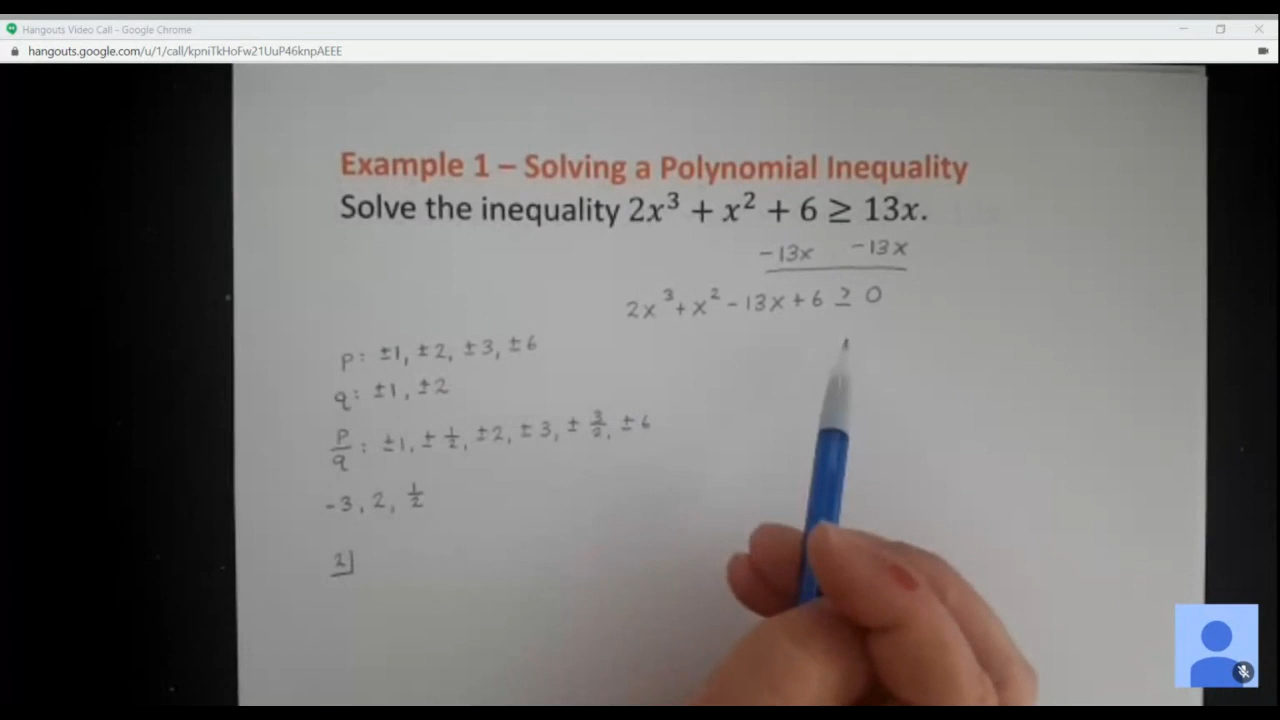 Hangouts Video Call - Google Chrome
hangouts.google.com/u/1/call/kpniTkHoFw21UuP46knpAEEE
Example 1 – Solving a Polynomial Inequality
Solve the inequality 2x³ + x² + 6 ≥ 13x.
-13x -13x
2x³ + x² - 13x + 6 ≥ 0
p: ±1, ±2, ±3, ±6
q: ±1, ±2
p/q: ±1, ±1/2, ±2, ±3, ±3/2, ±6
-3, 2, 1/2
2